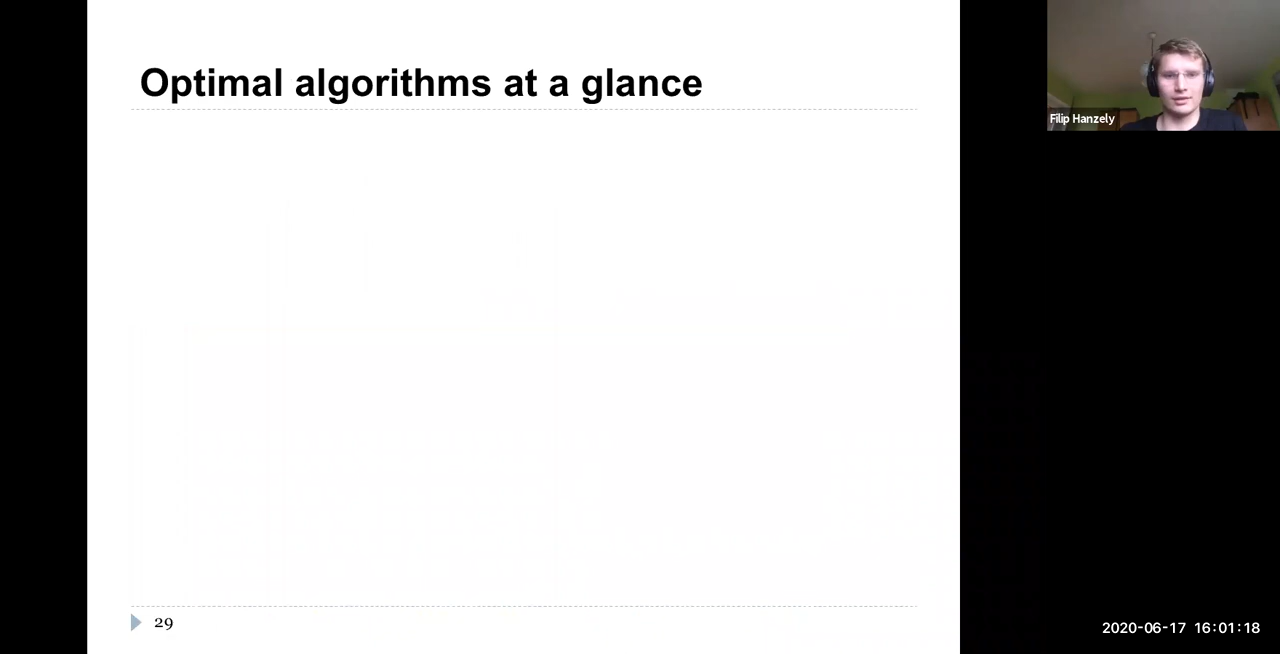 Optimal algorithms at a glance
Filip Hanzely
29
2020-06-17 16:01:18